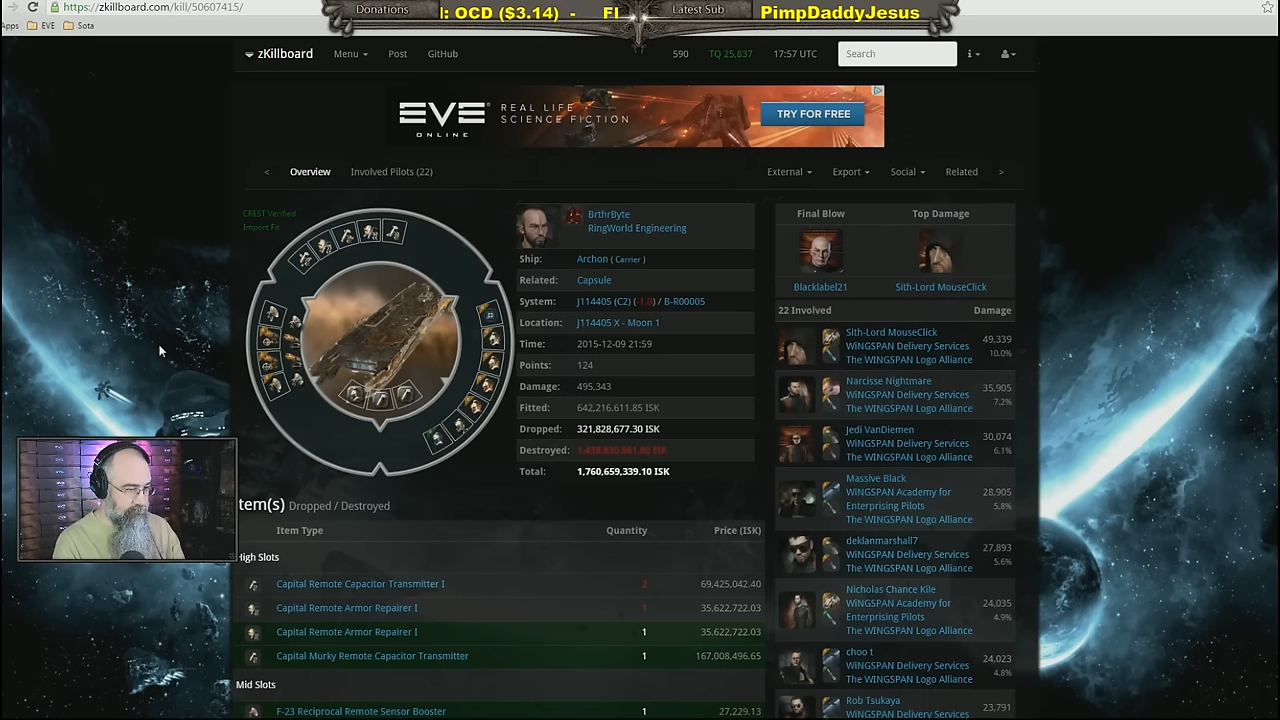 https://zkillboard.com/kill/50607415/
Donations
l: OCD ($3.14) - FI
Latest Sub
PimpDaddyJesus
Apps
EVE
Sota
zKillboard
Menu
Post
GitHub
590
TQ 25,837
17:57 UTC
Search
EVE
ONLINE
REAL LIFE
SCIENCE FICTION
TRY FOR FREE
<
Overview
Involved Pilots (22)
External
Export
Social
Related
>
CREST Verified
Import Fit
BrthrByte
RingWorld Engineering
Ship:
Archon ( Carrier )
Related:
Capsule
System:
J114405 (C2) (-1.0) / B-R00005
Location:
J114405 X - Moon 1
Time:
2015-12-09 21:59
Points:
124
Damage:
495,343
Fitted:
642,216,611.85 ISK
Dropped:
321,828,677.30 ISK
Destroyed:
1,438,830,661.80 ISK
Total:
1,760,659,339.10 ISK
Final Blow
Top Damage
Blacklabel21
Sith-Lord MouseClick
22 Involved
Damage
Sith-Lord MouseClick
WiNGSPAN Delivery Services
The WINGSPAN Logo Alliance
49,339
10.0%
Narcisse Nightmare
WiNGSPAN Delivery Services
The WINGSPAN Logo Alliance
35,905
7.2%
Jedi VanDiemen
WiNGSPAN Delivery Services
The WINGSPAN Logo Alliance
30,074
6.1%
Massive Black
WiNGSPAN Academy for
Enterprising Pilots
The WINGSPAN Logo Alliance
28,905
5.8%
deklanmarshall7
WiNGSPAN Delivery Services
The WINGSPAN Logo Alliance
27,893
5.6%
Nicholas Chance Kile
WiNGSPAN Academy for
Enterprising Pilots
The WINGSPAN Logo Alliance
24,035
4.9%
choo t
WiNGSPAN Delivery Services
The WINGSPAN Logo Alliance
24,023
4.8%
Rob Tsukaya
WiNGSPAN Delivery Services
23,791
tem(s) Dropped / Destroyed
Item Type
Quantity
Price (ISK)
High Slots
Capital Remote Capacitor Transmitter I
2
69,425,042.40
Capital Remote Armor Repairer I
1
35,622,722.03
Capital Remote Armor Repairer I
1
35,622,722.03
Capital Murky Remote Capacitor Transmitter
1
167,008,496.65
Mid Slots
F-23 Reciprocal Remote Sensor Booster
1
27,229.13